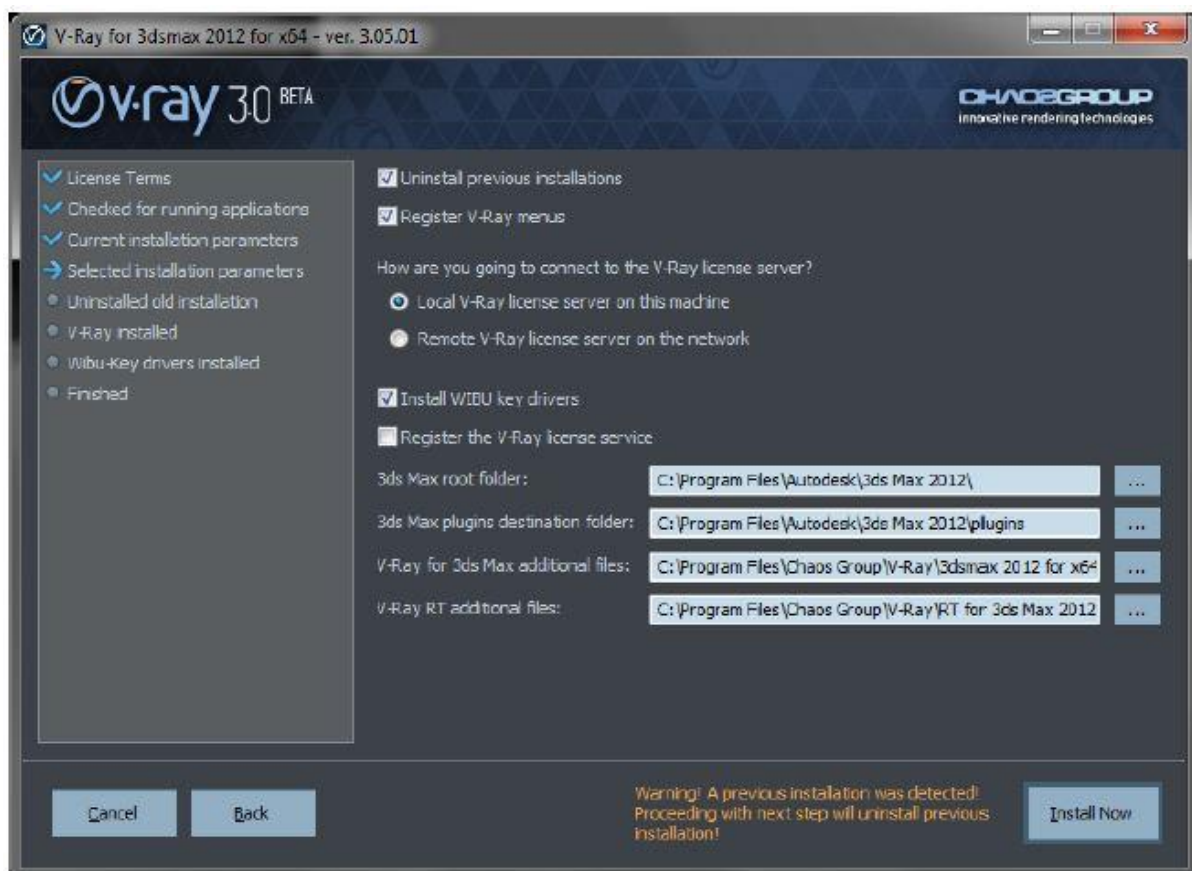 V-Ray for 3dsmax 2012 for x64 - ver. 3.05.01
v·ray 3.0 BETA
CHAOSGROUP
innovative rendering technologies
License Terms
Checked for running applications
Current installation parameters
Selected installation parameters
Uninstalled old installation
V-Ray installed
Wibu-Key drivers installed
Finished
Uninstall previous installations
Register V-Ray menus
How are you going to connect to the V-Ray license server?
Local V-Ray license server on this machine
Remote V-Ray license server on the network
Install WIBU key drivers
Register the V-Ray license service
3ds Max root folder: C:\Program Files\Autodesk\3ds Max 2012\ ...
3ds Max plugins destination folder: C:\Program Files\Autodesk\3ds Max 2012\plugins ...
V-Ray for 3ds Max additional files: C:\Program Files\Chaos Group\V-Ray\3dsmax 2012 for x64 ...
V-Ray RT additional files: C:\Program Files\Chaos Group\V-Ray\RT for 3ds Max 2012 ...
Cancel
Back
Warning! A previous installation was detected!
Proceeding with next step will uninstall previous
installation!
Install Now